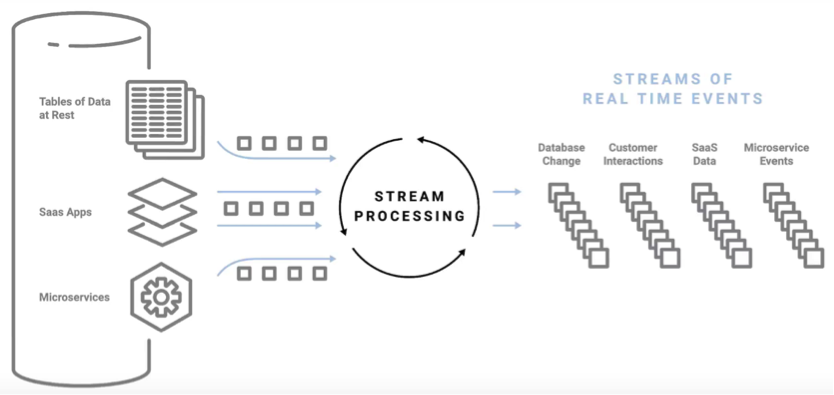 Tables of Data
at Rest
Saas Apps
Microservices
STREAM
PROCESSING
STREAMS OF
REAL TIME EVENTS
Database
Change
Customer
Interactions
SaaS
Data
Microservice
Events